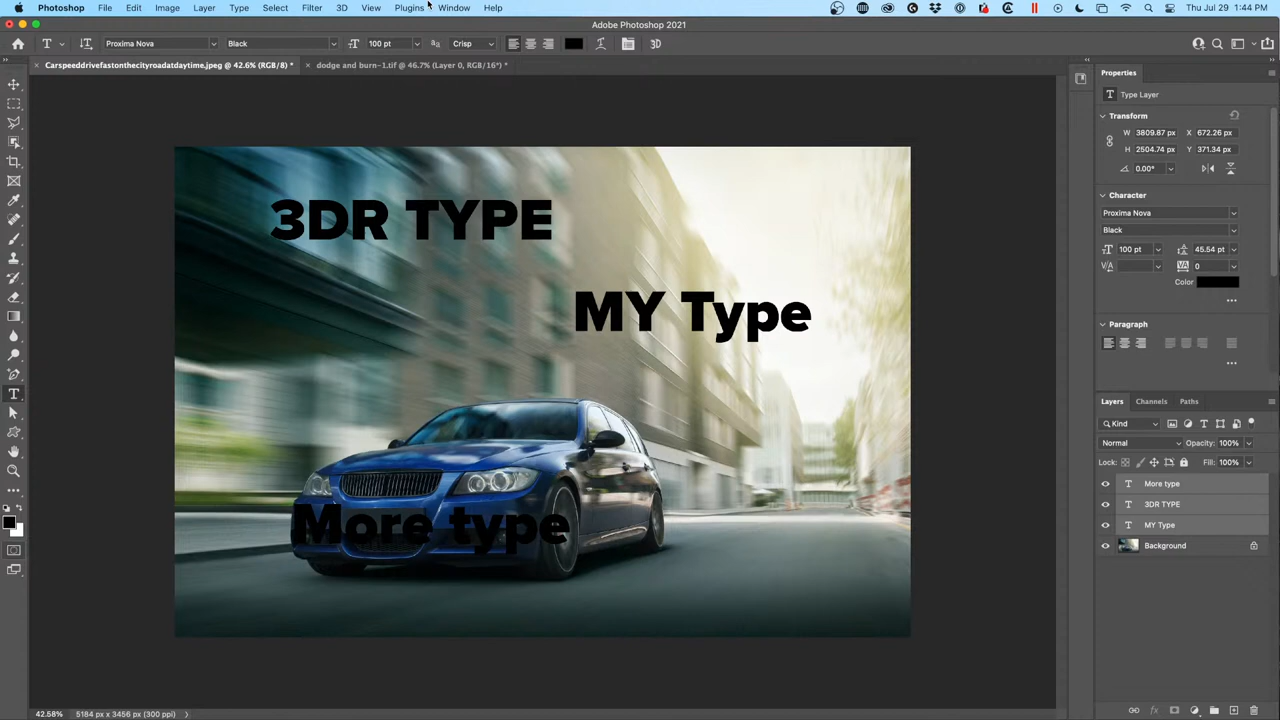 Photoshop File Edit Image Layer Type Select Filter 3D View Plugins Window Help Thu Jul 29 1:44 PM
Adobe Photoshop 2021
Proxima Nova Black 100 pt aa Crisp 3D
× Carspeeddrivefastonthecityroadatdaytime.jpeg @ 42.6% (RGB/8) * × dodge and burn-1.tif @ 46.7% (Layer 0, RGB/16*) *
Properties
T Type Layer
Transform
W 3809.87 px X 672.26 px
H 2504.74 px Y 371.34 px
0.00°
Character
Proxima Nova
Black
100 pt 45.54 pt
0
Color
Paragraph
Layers Channels Paths
Kind
Normal Opacity: 100%
Lock: Fill: 100%
T More type
T 3DR TYPE
T MY Type
Background
3DR TYPE
MY Type
More type
42.58% 5184 px x 3456 px (300 ppi)